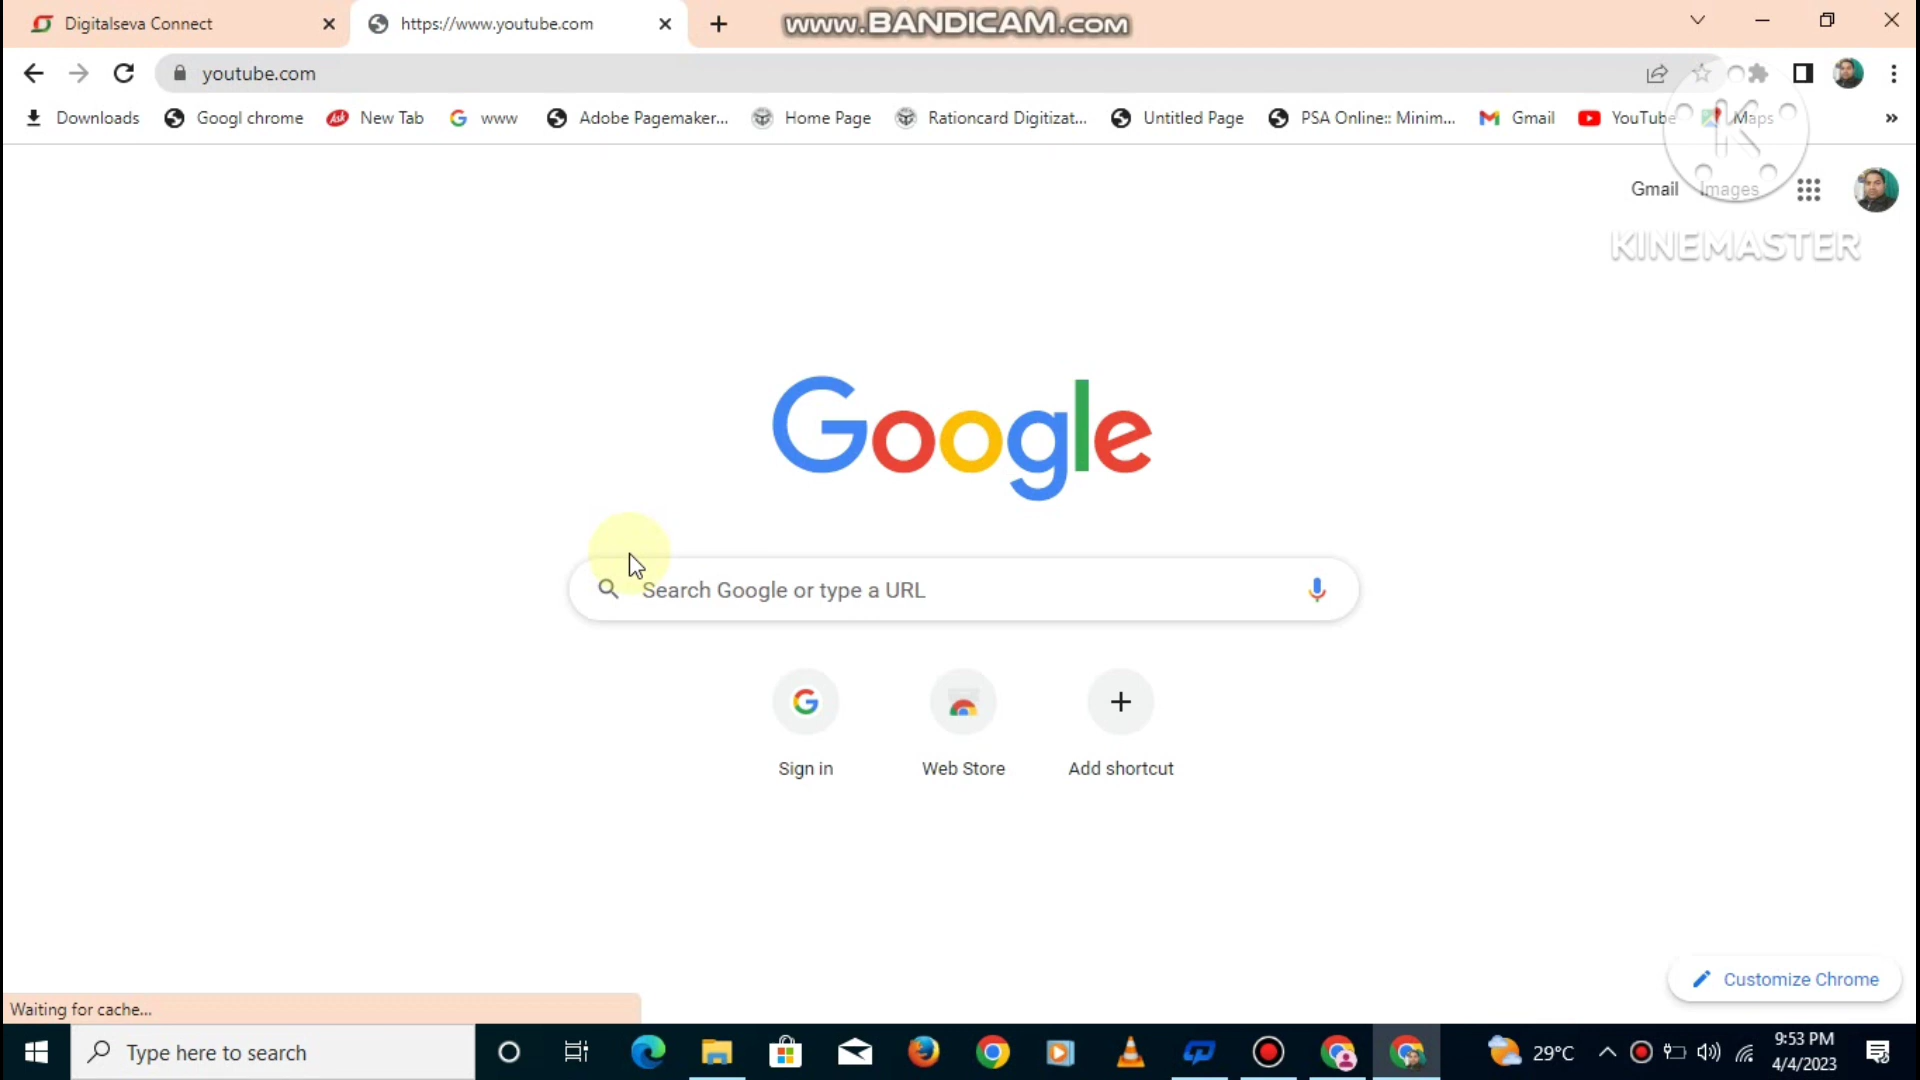 Digitalseva Connect
https://www.youtube.com
www.BANDICAM.com
youtube.com
Downloads
Googl chrome
New Tab
www
Adobe Pagemaker...
Home Page
Rationcard Digitizat...
Untitled Page
PSA Online:: Minim...
Gmail
YouTube
Maps
Gmail
Images
KINEMASTER
Google
Search Google or type a URL
Sign in
Web Store
Add shortcut
Customize Chrome
Waiting for cache...
Type here to search
29°C
9:53 PM
4/4/2023